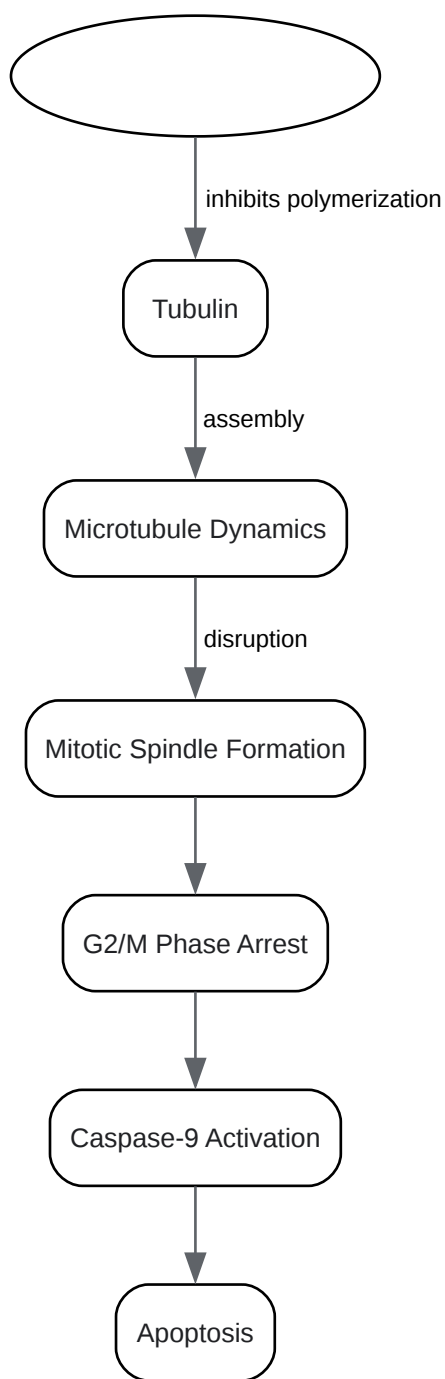 inhibits polymerization
Tubulin
assembly
Microtubule Dynamics
disruption
Mitotic Spindle Formation
G2/M Phase Arrest
Caspase-9 Activation
Apoptosis